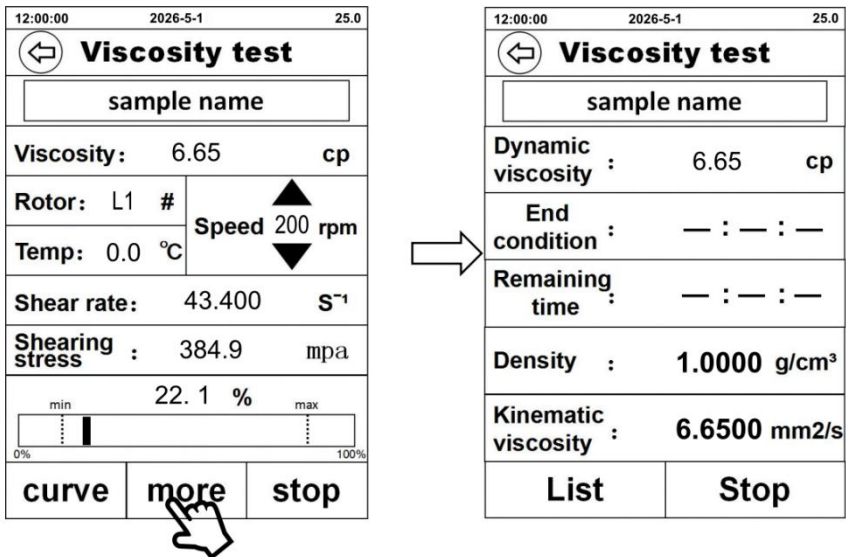 12:00:00 2026-5-1 25.0
Viscosity test
sample name
Viscosity: 6.65 cp
Rotor: L1 #
Temp: 0.0 ℃
Speed 200 rpm
Shear rate: 43.400 S⁻¹
Shearing stress : 384.9 mpa
22.1 %
min max
0% 100%
curve more stop
12:00:00 2026-5-1 25.0
Viscosity test
sample name
Dynamic viscosity : 6.65 cp
End condition : — : — : —
Remaining time : — : — : —
Density : 1.0000 g/cm³
Kinematic viscosity : 6.6500 mm2/s
List Stop